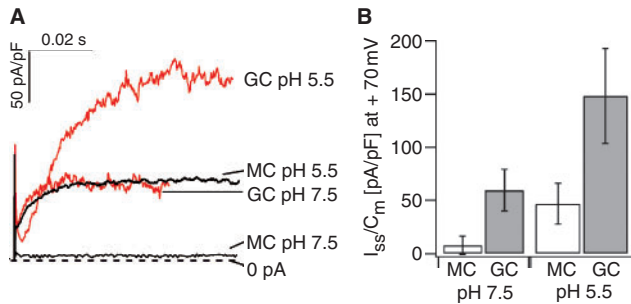 A
0.02 s
50 pA/pF
GC pH 5.5
MC pH 5.5
GC pH 7.5
MC pH 7.5
0 pA
B
I_ss/C_m [pA/pF] at + 70 mV
200
150
100
50
0
MC GC MC GC
pH 7.5 pH 5.5